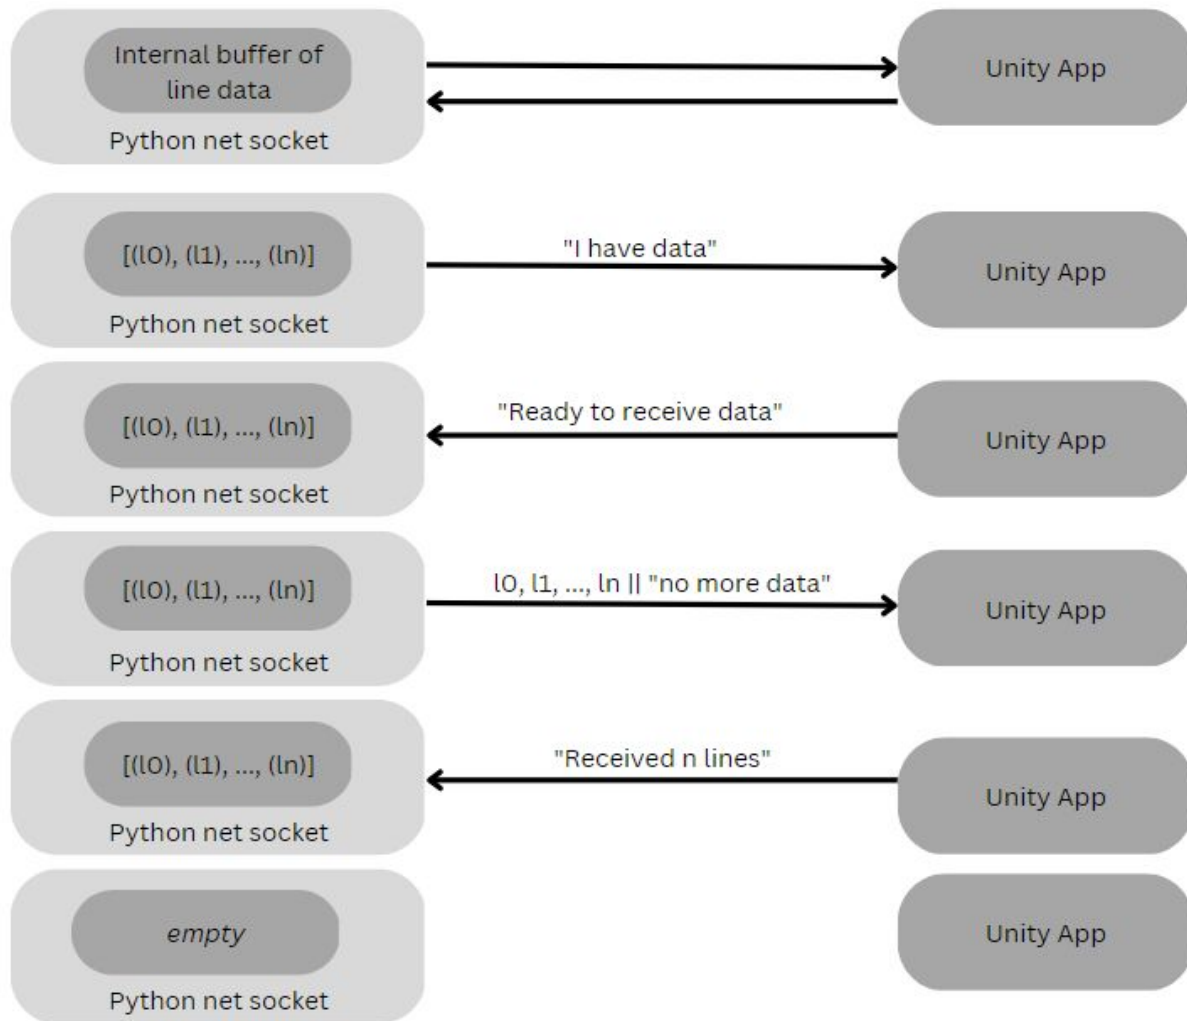 Internal buffer of
line data
Python net socket
Unity App
[(l0), (l1), ..., (ln)]
Python net socket
"I have data"
Unity App
[(l0), (l1), ..., (ln)]
Python net socket
"Ready to receive data"
Unity App
[(l0), (l1), ..., (ln)]
Python net socket
l0, l1, ..., ln || "no more data"
Unity App
[(l0), (l1), ..., (ln)]
Python net socket
"Received n lines"
Unity App
empty
Python net socket
Unity App